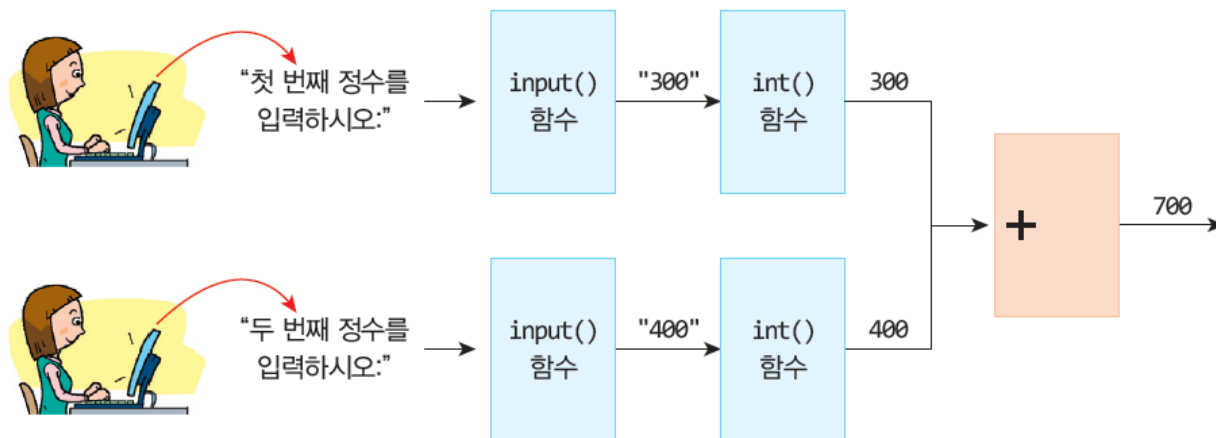 “첫 번째 정수를
입력하시오:”
input()
함수
"300"
int()
함수
300
+
700
“두 번째 정수를
입력하시오:”
input()
함수
"400"
int()
함수
400